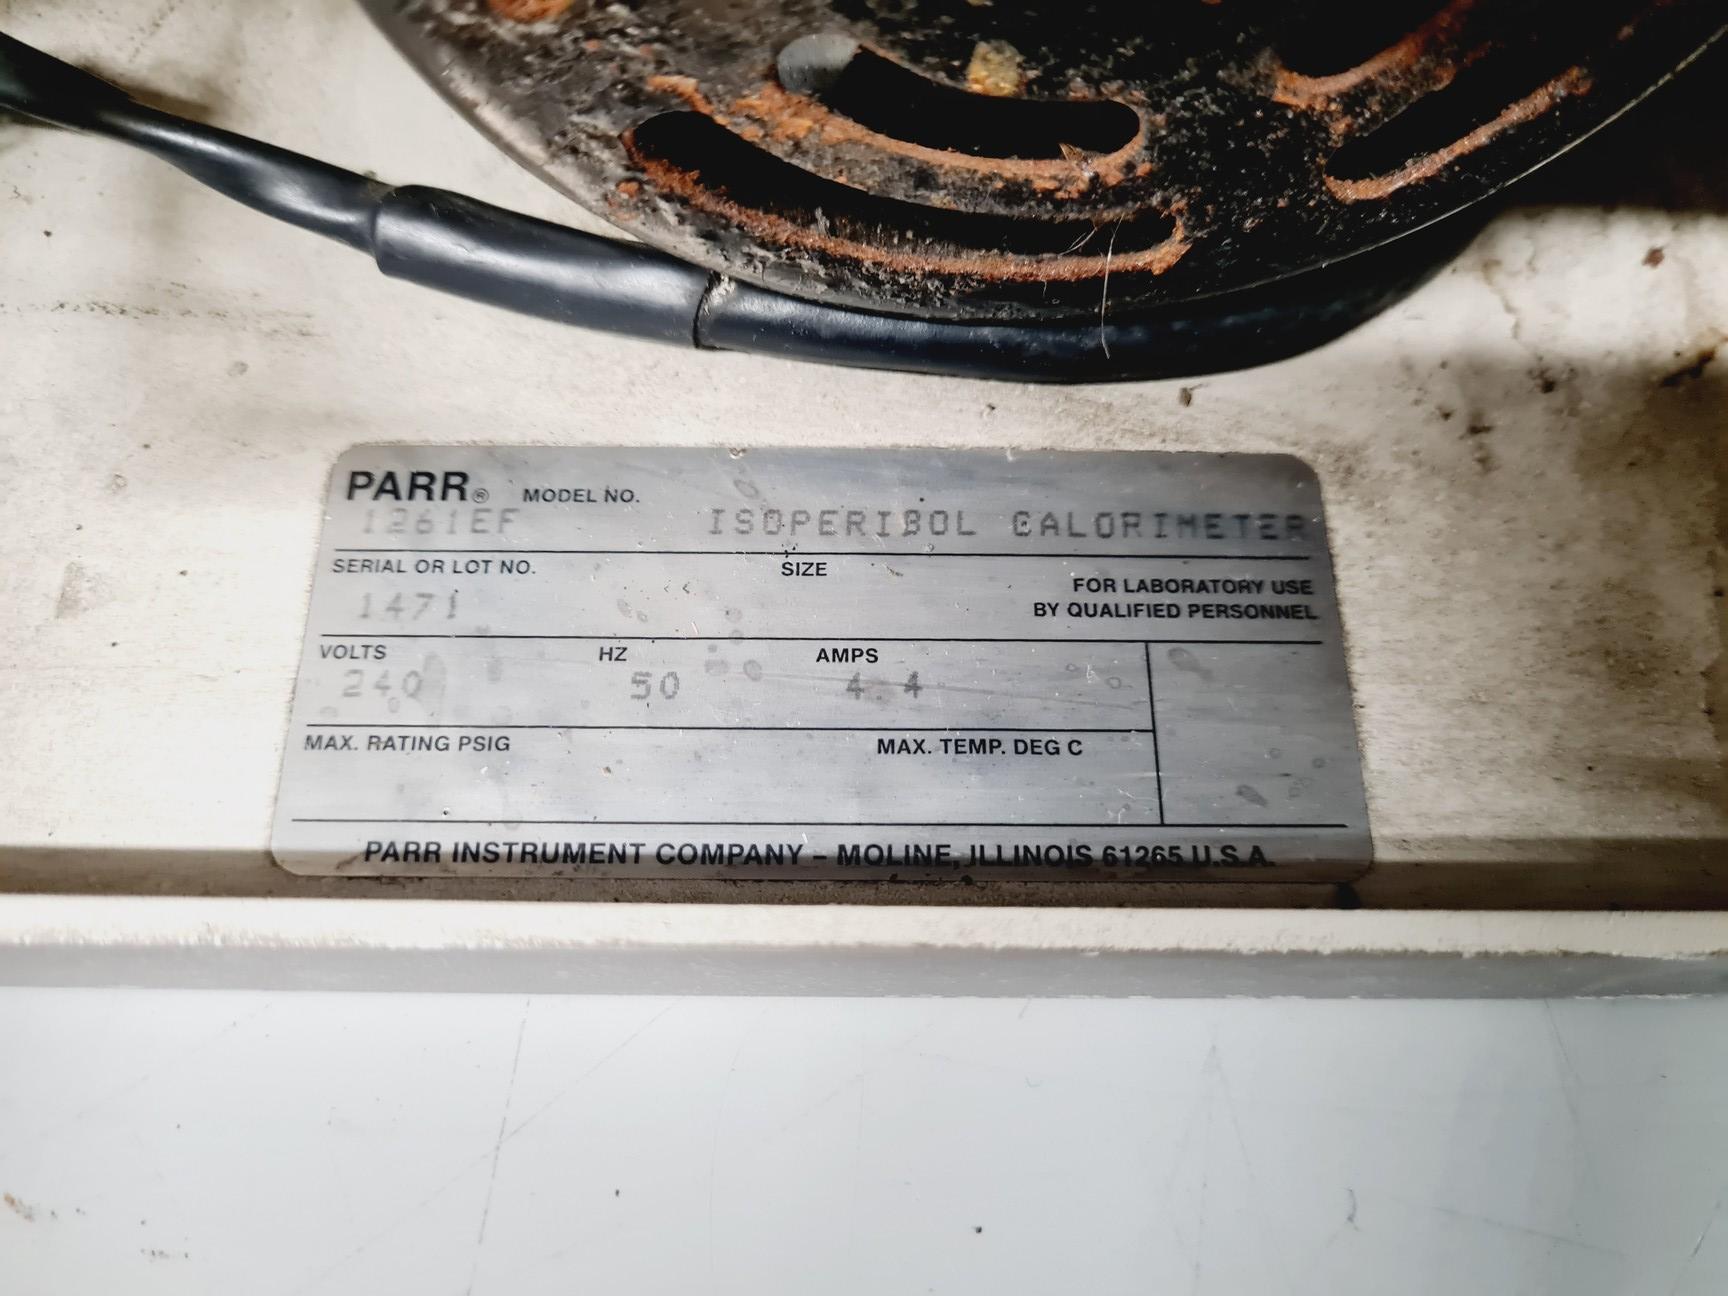 PARR® MODEL NO.
1261EF ISOPERIBOL CALORIMETER
SERIAL OR LOT NO. SIZE
FOR LABORATORY USE
1471
BY QUALIFIED PERSONNEL
VOLTS HZ AMPS
240 50 4.4
MAX. RATING PSIG MAX. TEMP. DEG C
PARR INSTRUMENT COMPANY – MOLINE, ILLINOIS 61265 U.S.A.